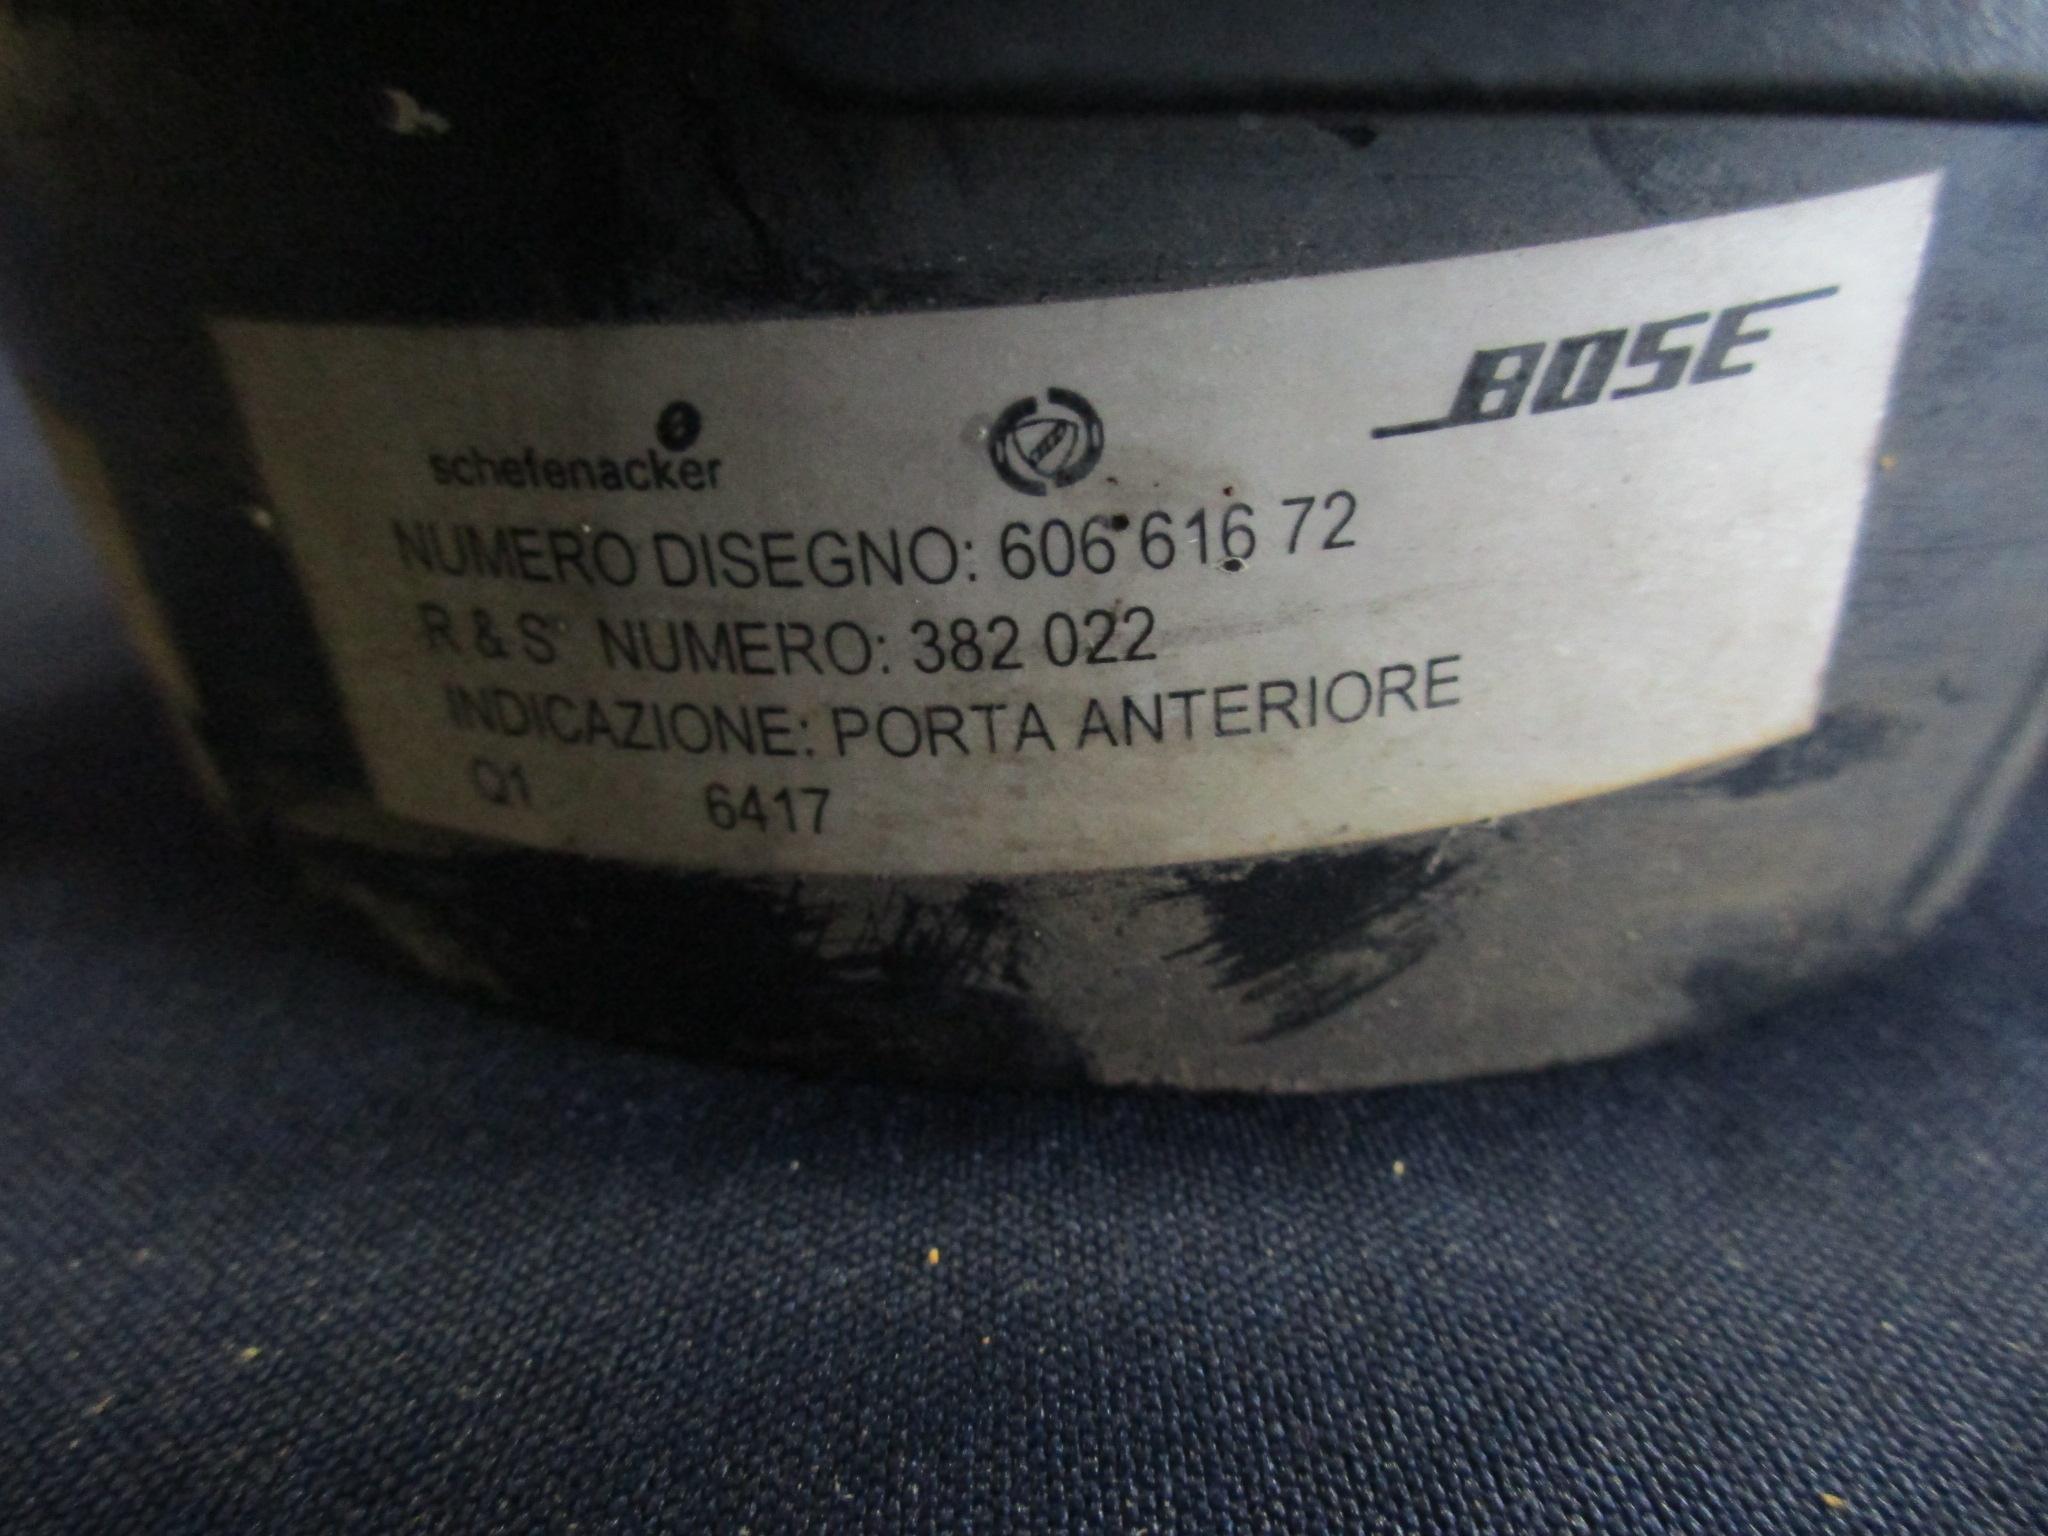 schefenacker
BOSE
NUMERO DISEGNO: 606 616 72
R & S NUMERO: 382 022
INDICAZIONE: PORTA ANTERIORE
Q1 6417